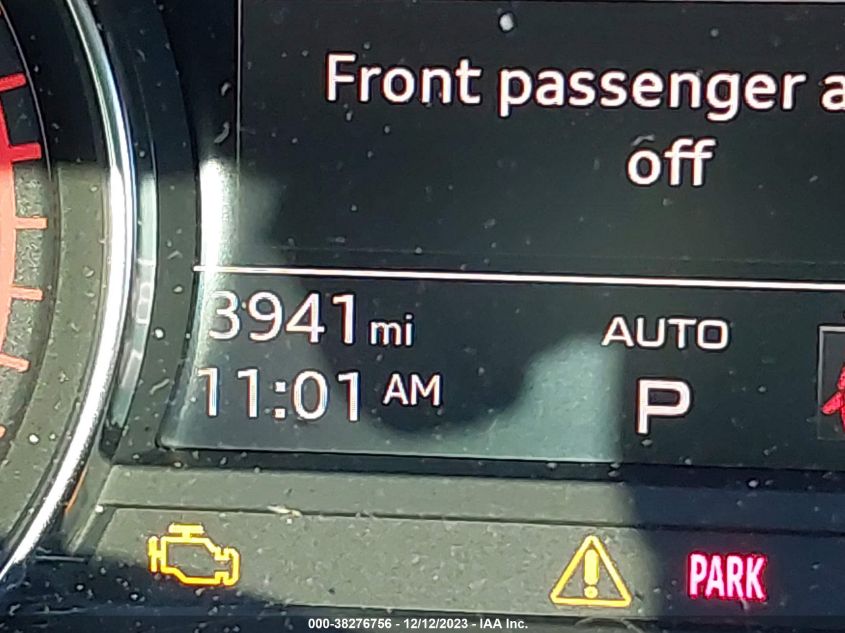 Front passenger a
off
3941 mi
AUTO
11:01 AM
P
PARK
000-38276756 - 12/12/2023 - IAA Inc.